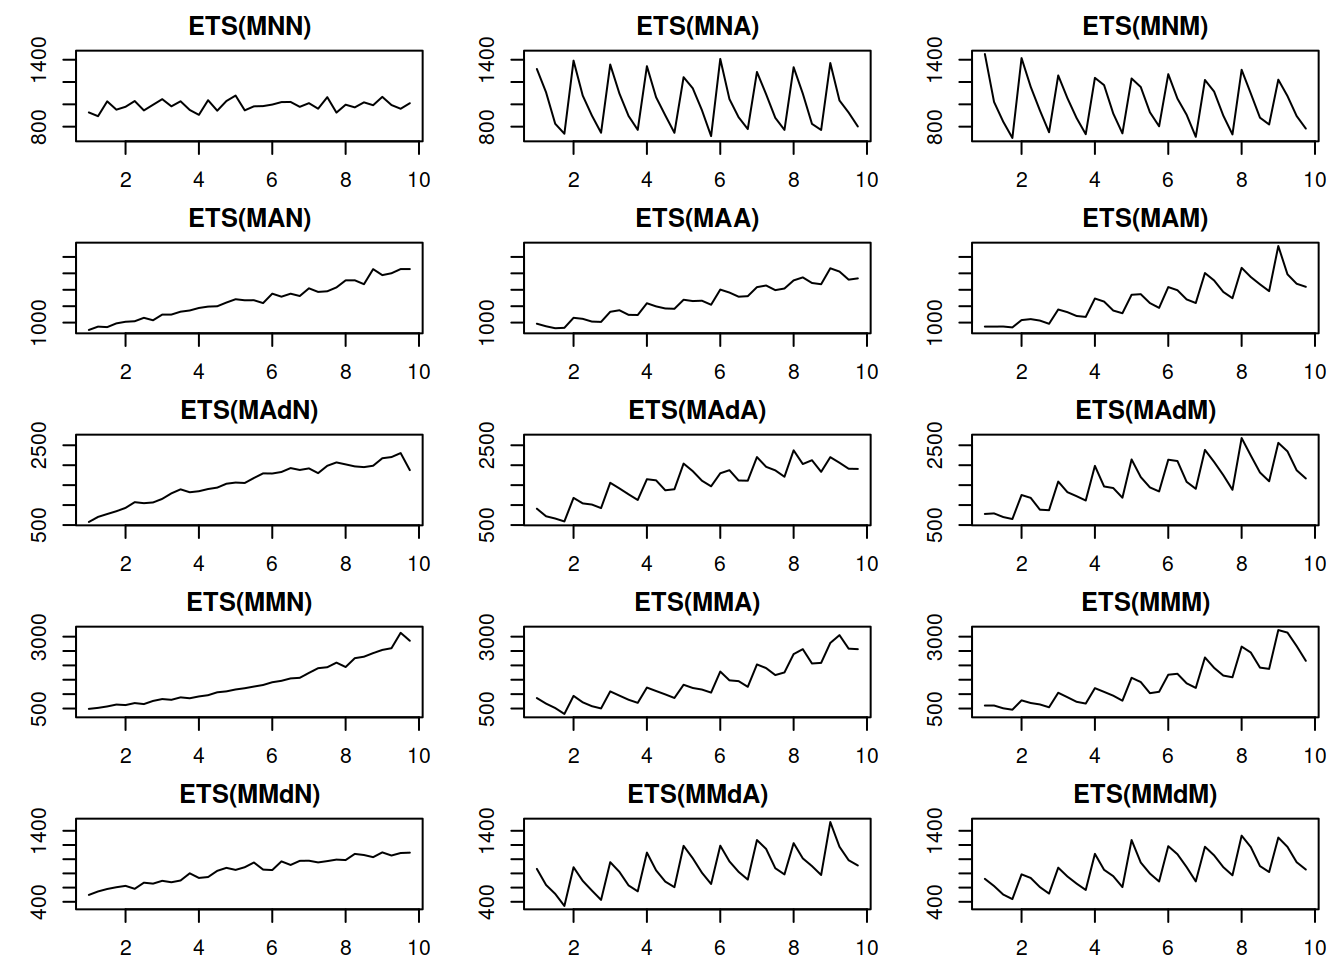 ETS(MNN) ETS(MNA) ETS(MNM)
1400 1400 1400
800 800 800
2 4 6 8 10 2 4 6 8 10 2 4 6 8 10
ETS(MAN) ETS(MAA) ETS(MAM)
1000 1000 1000
2 4 6 8 10 2 4 6 8 10 2 4 6 8 10
ETS(MAdN) ETS(MAdA) ETS(MAdM)
2500 2500 2500
500 500 500
2 4 6 8 10 2 4 6 8 10 2 4 6 8 10
ETS(MMN) ETS(MMA) ETS(MMM)
3000 3000 3000
500 500 500
2 4 6 8 10 2 4 6 8 10 2 4 6 8 10
ETS(MMdN) ETS(MMdA) ETS(MMdM)
1400 1400 1400
400 400 400
2 4 6 8 10 2 4 6 8 10 2 4 6 8 10